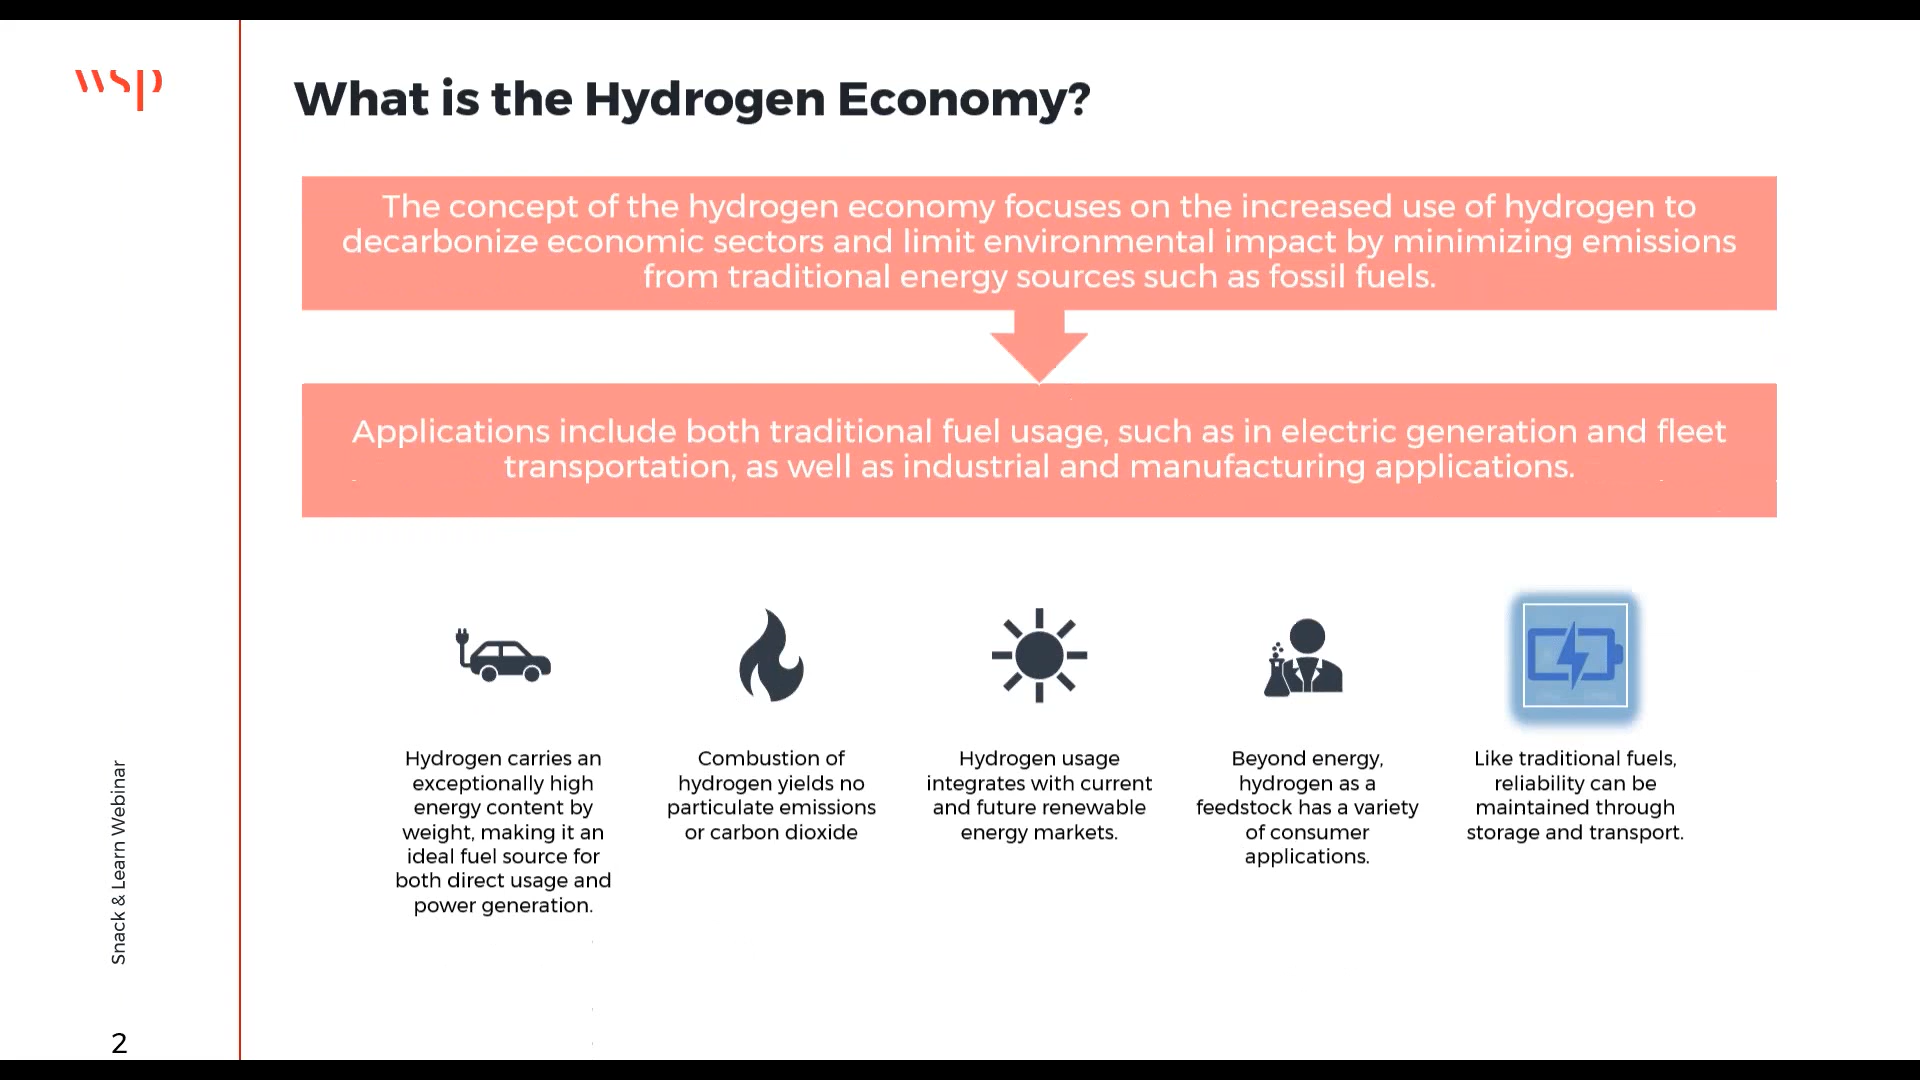 wsp
What is the Hydrogen Economy?
The concept of the hydrogen economy focuses on the increased use of hydrogen to
decarbonize economic sectors and limit environmental impact by minimizing emissions
from traditional energy sources such as fossil fuels.
Applications include both traditional fuel usage, such as in electric generation and fleet
transportation, as well as industrial and manufacturing applications.
Hydrogen carries an
exceptionally high
energy content by
weight, making it an
ideal fuel source for
both direct usage and
power generation.
Combustion of
hydrogen yields no
particulate emissions
or carbon dioxide
Hydrogen usage
integrates with current
and future renewable
energy markets.
Beyond energy,
hydrogen as a
feedstock has a variety
of consumer
applications.
Like traditional fuels,
reliability can be
maintained through
storage and transport.
Snack & Learn Webinar
2